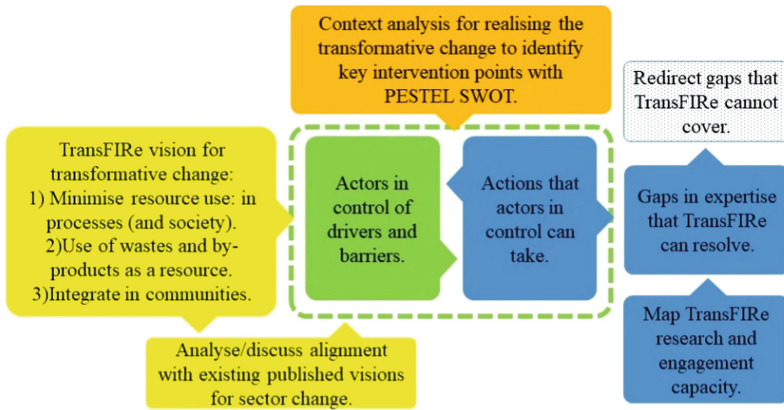 Context analysis for realising the
transformative change to identify
key intervention points with
PESTEL SWOT.
TransFIRe vision for
transformative change:
1) Minimise resource use: in
processes (and society).
2)Use of wastes and by-
products as a resource.
3)Integrate in communities.
Actors in
control of
drivers and
barriers.
Actions that
actors in
control can
take.
Redirect gaps that
TransFIRe cannot
cover.
Gaps in expertise
that TransFIRe
can resolve.
Map TransFIRe
research and
engagement
capacity.
Analyse/discuss alignment
with existing published visions
for sector change.